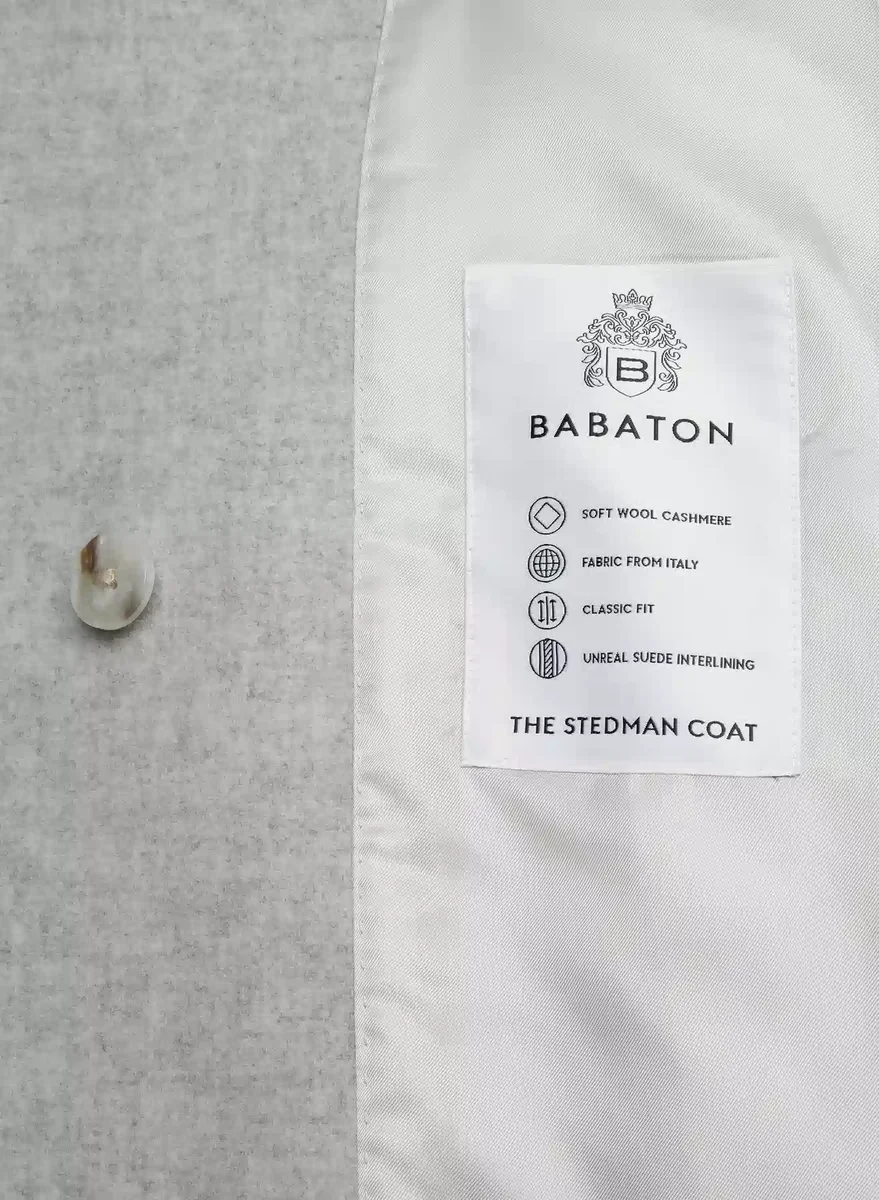 B
BABATON
SOFT WOOL CASHMERE
FABRIC FROM ITALY
CLASSIC FIT
UNREAL SUEDE INTERLINING
THE STEDMAN COAT